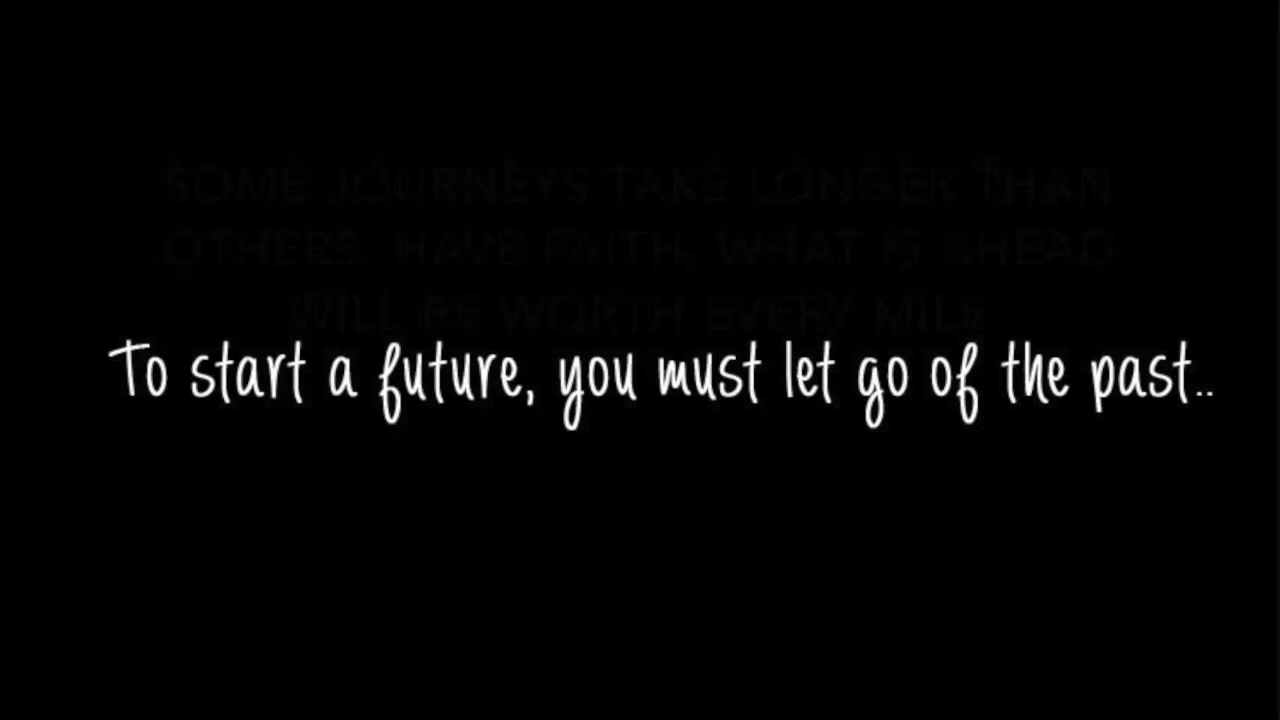 SOME JOURNEYS TAKE LONGER THAN
OTHERS. HAVE FAITH, WHAT IS AHEAD
WILL BE WORTH EVERY MILE
To start a future, you must let go of the past..